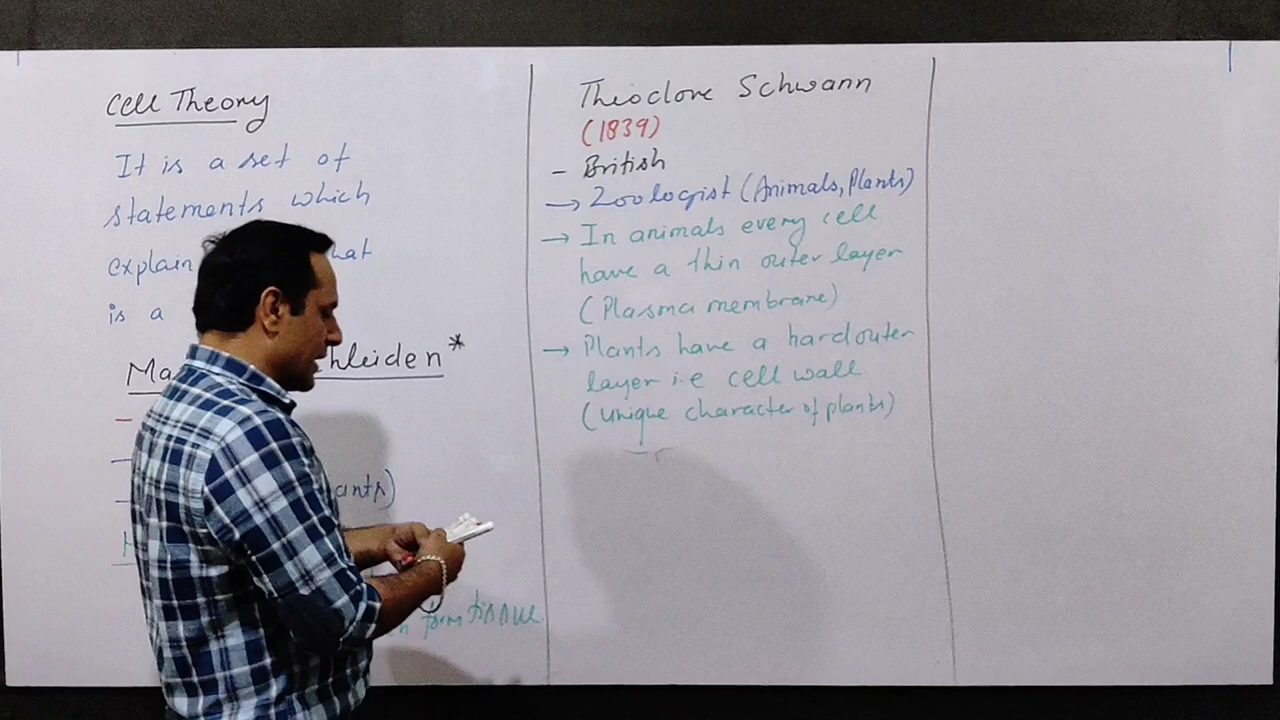 Cell Theory
It is a set of
statements which
explain hat
is a
Ma hleiden*
ants)
n form tissue
Theodore Schwann
(1839)
- British
→ Zoologist (Animals, Plants)
→ In animals every cell
have a thin outer layer
(Plasma membrane)
→ Plants have a hard outer
layer i.e cell wall.
(unique character of plants)